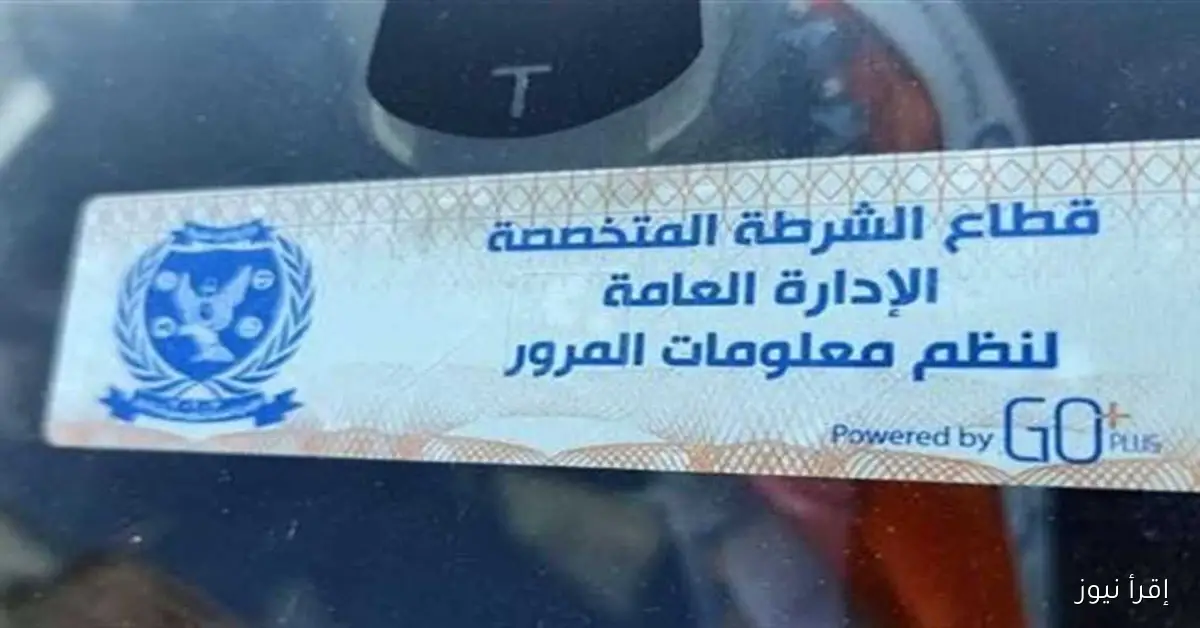 T
قطاع الشرطة المتخصصة
الإدارة العامة
لنظم معلومات المرور
Powered by GO+ PLUS
إقرأ نيوز